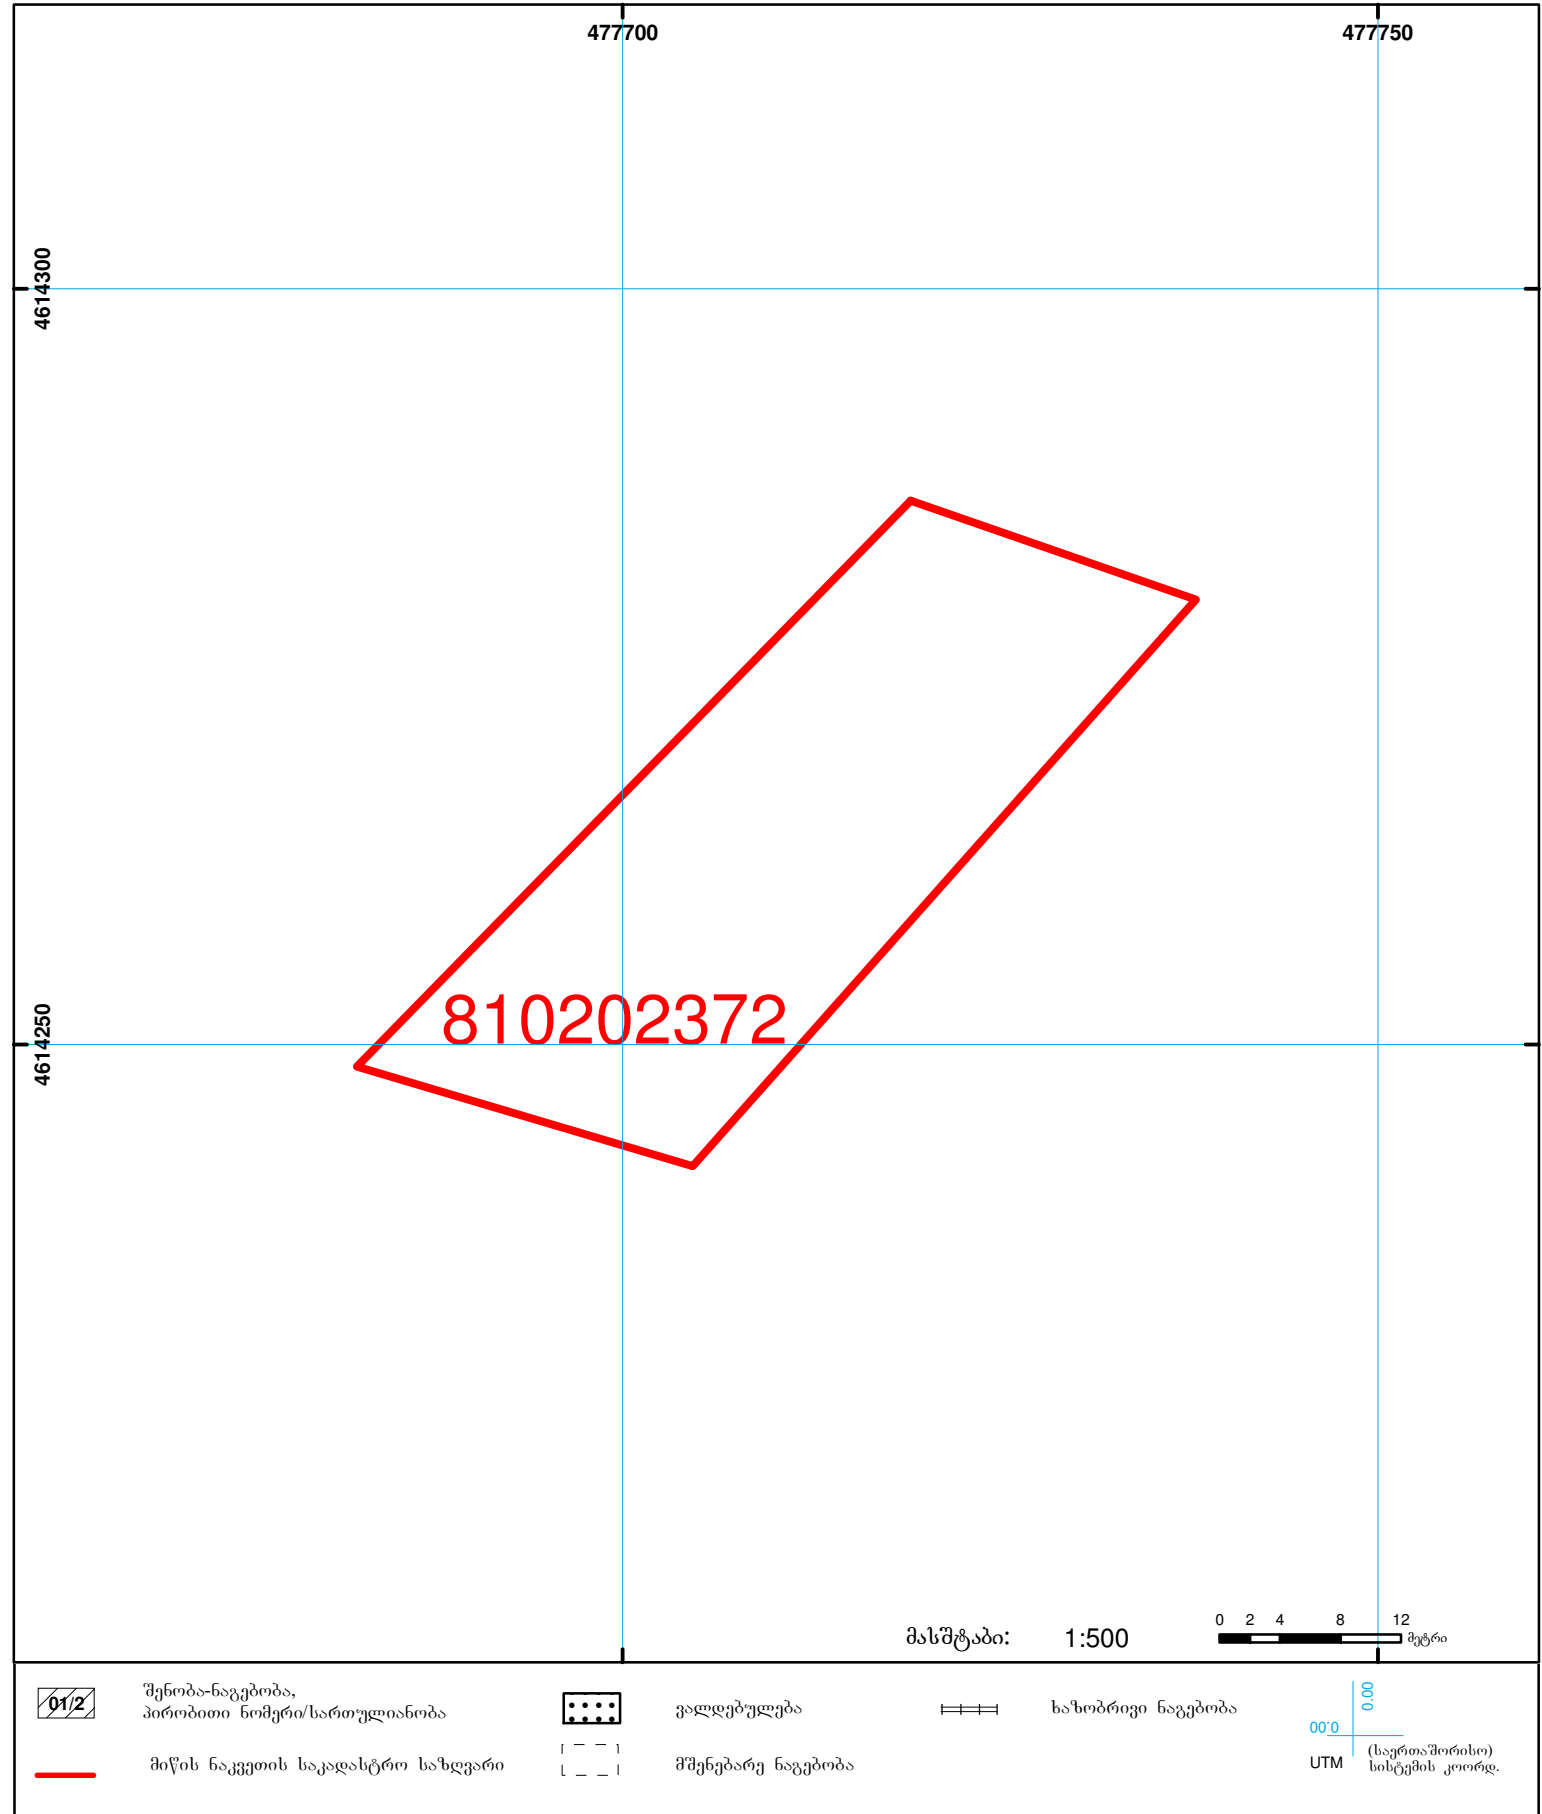 477700
477750
4614300
4614250
810202372
მასშტაბი: 1:500
0 2 4 8 12
მეტრი
01/2
შენობა-ნაგებობა,
პირობითი ნომერი/სართულიანობა
ვალდებულება
ხაზობრივი ნაგებობა
მიწის ნაკვეთის საკადასტრო საზღვარი
მშენებარე ნაგებობა
00.0
00.0
UTM
(საერთაშორისო)
სისტემის კოორდ.